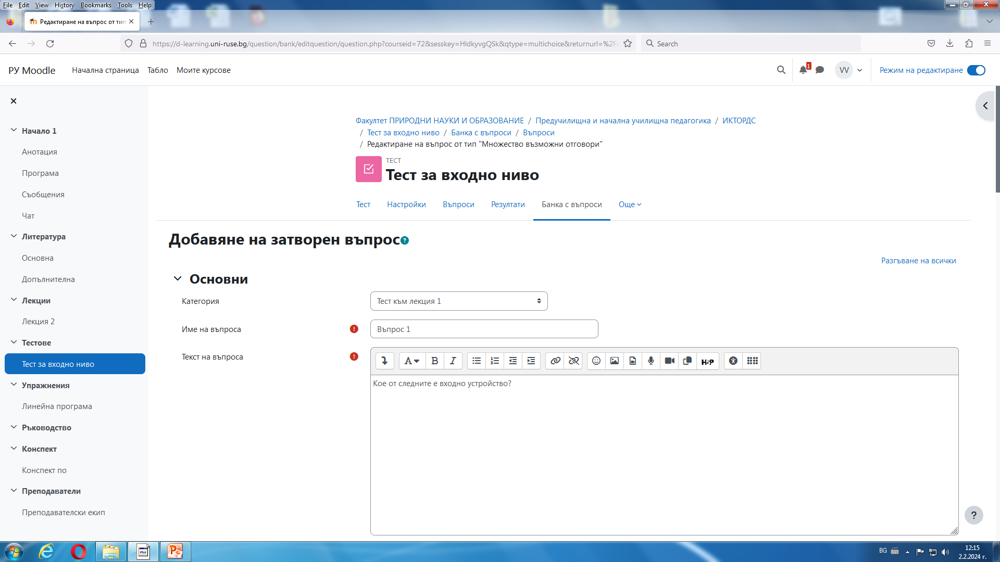 File Edit View History Bookmarks Tools Help
Редактиране на въпрос от тип
https://d-learning.uni-ruse.bg/question/bank/editquestion/question.php?courseid=72&sesskey=HIdkyvgQSk&qtype=multichoice&returnurl=%2F
Search
РУ Moodle Начална страница Табло Моите курсове
1
VV
Режим на редактиране
Начало 1
Анотация
Програма
Съобщения
Чат
Литература
Основна
Допълнителна
Лекции
Лекция 2
Тестове
Тест за входно ниво
Упражнения
Линейна програма
Ръководство
Конспект
Конспект по
Преподаватели
Преподавателски екип
Факултет ПРИРОДНИ НАУКИ И ОБРАЗОВАНИЕ / Предучилищна и начална училищна педагогика / ИКТОРДС
/ Тест за входно ниво / Банка с въпроси / Въпроси
/ Редактиране на въпрос от тип "Множество възможни отговори"
ТЕСТ
Тест за входно ниво
Тест Настройки Въпроси Резултати Банка с въпроси Още
Добавяне на затворен въпрос?
Разгъване на всички
Основни
Категория
Тест към лекция 1
Име на въпроса !
Въпрос 1
Текст на въпроса !
A B I H5P
Кое от следните е входно устройство?
?
BG
12:15
2.2.2024 г.